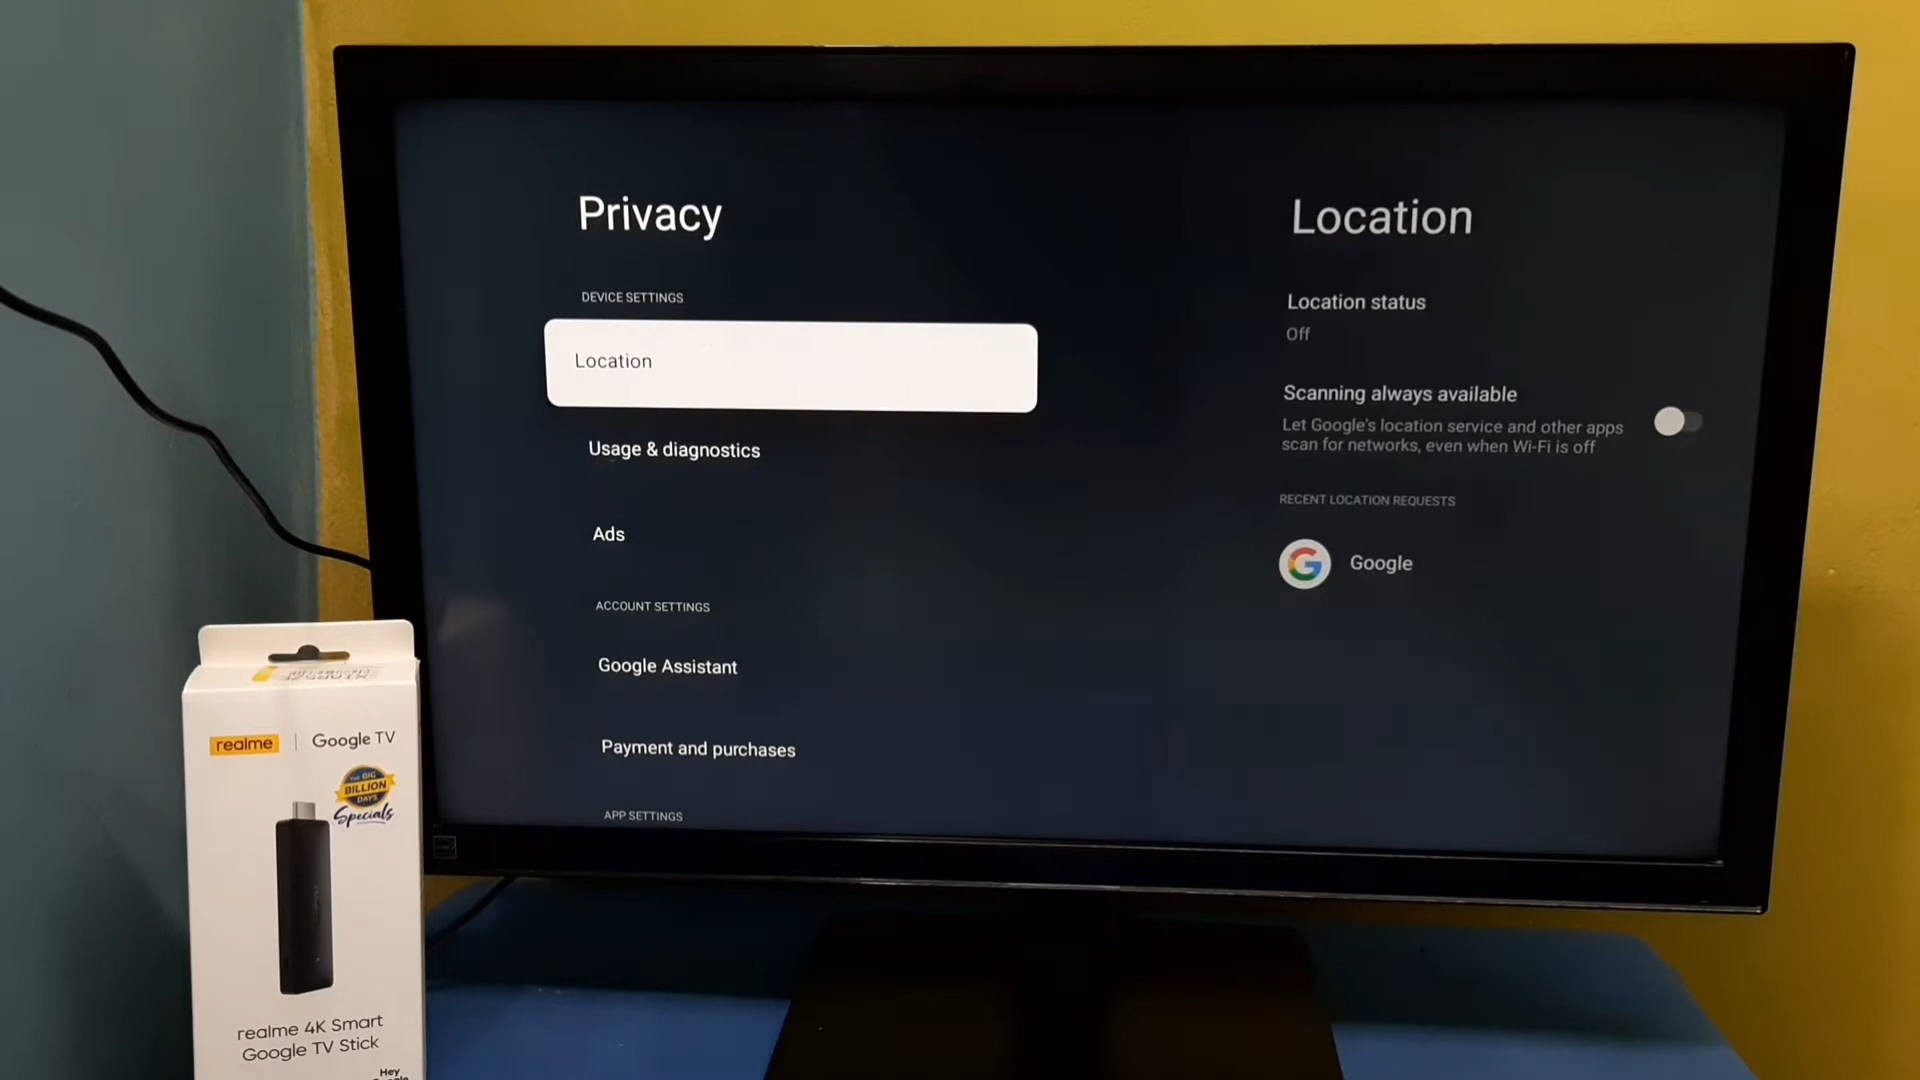 Privacy
DEVICE SETTINGS
Location
Usage & diagnostics
Ads
ACCOUNT SETTINGS
Google Assistant
Payment and purchases
APP SETTINGS
Location
Location status
Off
Scanning always available
Let Google's location service and other apps
scan for networks, even when Wi-Fi is off
RECENT LOCATION REQUESTS
G Google
realme | Google TV
THE BIG
BILLION
DAYS
Specials
realme 4K Smart
Google TV Stick
Hey